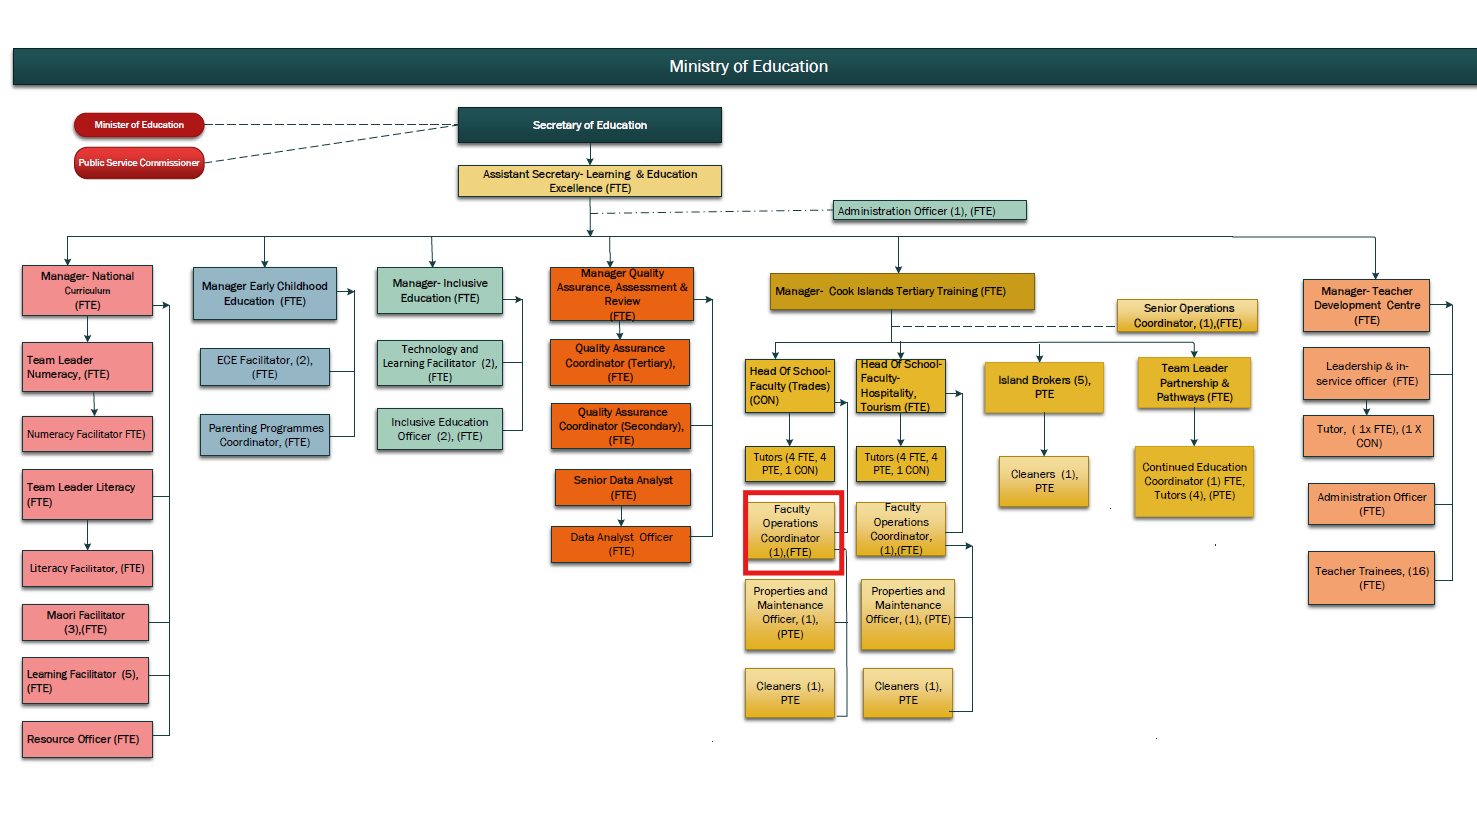 Ministry of Education
Minister of Education
Public Service Commissioner
Secretary of Education
Assistant Secretary- Learning & Education
Excellence (FTE)
Administration Officer (1), (FTE)
Manager- National
Curriculum
(FTE)
Team Leader
Numeracy, (FTE)
Numeracy Facilitator FTE)
Team Leader Literacy
(FTE)
Literacy Facilitator, (FTE)
Maori Facilitator
(3),(FTE)
Learning Facilitator (5),
(FTE)
Resource Officer (FTE)
Manager Early Childhood
Education (FTE)
ECE Facilitator, (2),
(FTE)
Parenting Programmes
Coordinator, (FTE)
Manager- Inclusive
Education (FTE)
Technology and
Learning Facilitator (2),
(FTE)
Inclusive Education
Officer (2), (FTE)
Manager Quality
Assurance, Assessment &
Review
(FTE)
Quality Assurance
Coordinator (Tertiary),
(FTE)
Quality Assurance
Coordinator (Secondary),
(FTE)
Senior Data Analyst
(FTE)
Data Analyst Officer
(FTE)
Manager- Cook Islands Tertiary Training (FTE)
Senior Operations
Coordinator, (1),(FTE)
Head Of School-
Faculty (Trades)
(CON)
Tutors (4 FTE, 4
PTE, 1 CON)
Faculty
Operations
Coordinator
(1),(FTE)
Properties and
Maintenance
Officer, (1),
(PTE)
Cleaners (1),
PTE
Head Of School-
Faculty-
Hospitality,
Tourism (FTE)
Tutors (4 FTE, 4
PTE, 1 CON)
Faculty
Operations
Coordinator,
(1),(FTE)
Properties and
Maintenance
Officer, (1), (PTE)
Cleaners (1),
PTE
Island Brokers (5),
PTE
Cleaners (1),
PTE
Team Leader
Partnership &
Pathways (FTE)
Continued Education
Coordinator (1) FTE,
Tutors (4), (PTE)
Manager- Teacher
Development Centre
(FTE)
Leadership & in-
service officer (FTE)
Tutor, ( 1x FTE), (1 X
CON)
Administration Officer
(FTE)
Teacher Trainees, (16)
(FTE)